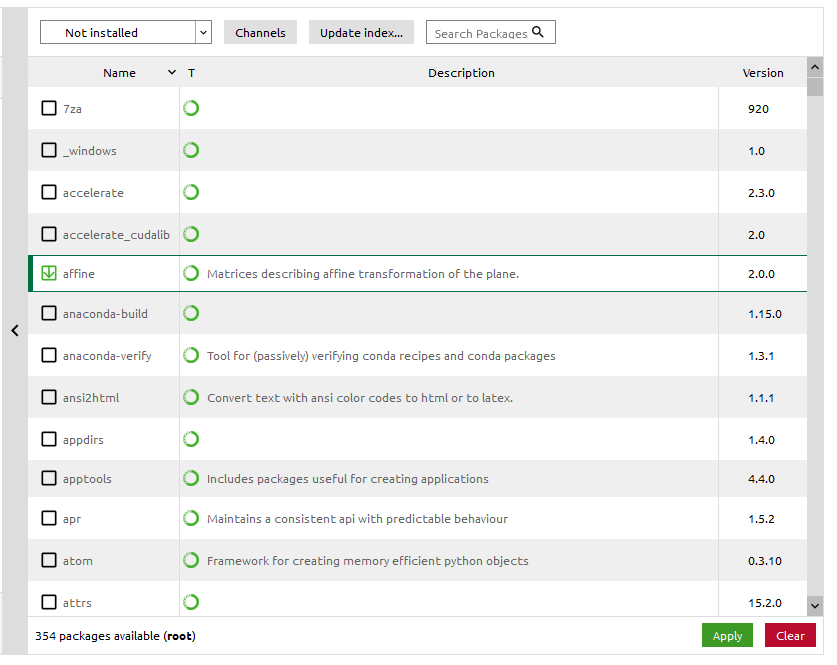 Not installed Channels Update index... Search Packages
Name T Description Version
7za 920
_windows 1.0
accelerate 2.3.0
accelerate_cudalib 2.0
affine Matrices describing affine transformation of the plane. 2.0.0
anaconda-build 1.15.0
anaconda-verify Tool for (passively) verifying conda recipes and conda packages 1.3.1
ansi2html Convert text with ansi color codes to html or to latex. 1.1.1
appdirs 1.4.0
apptools Includes packages useful for creating applications 4.4.0
apr Maintains a consistent api with predictable behaviour 1.5.2
atom Framework for creating memory efficient python objects 0.3.10
attrs 15.2.0
354 packages available (root) Apply Clear